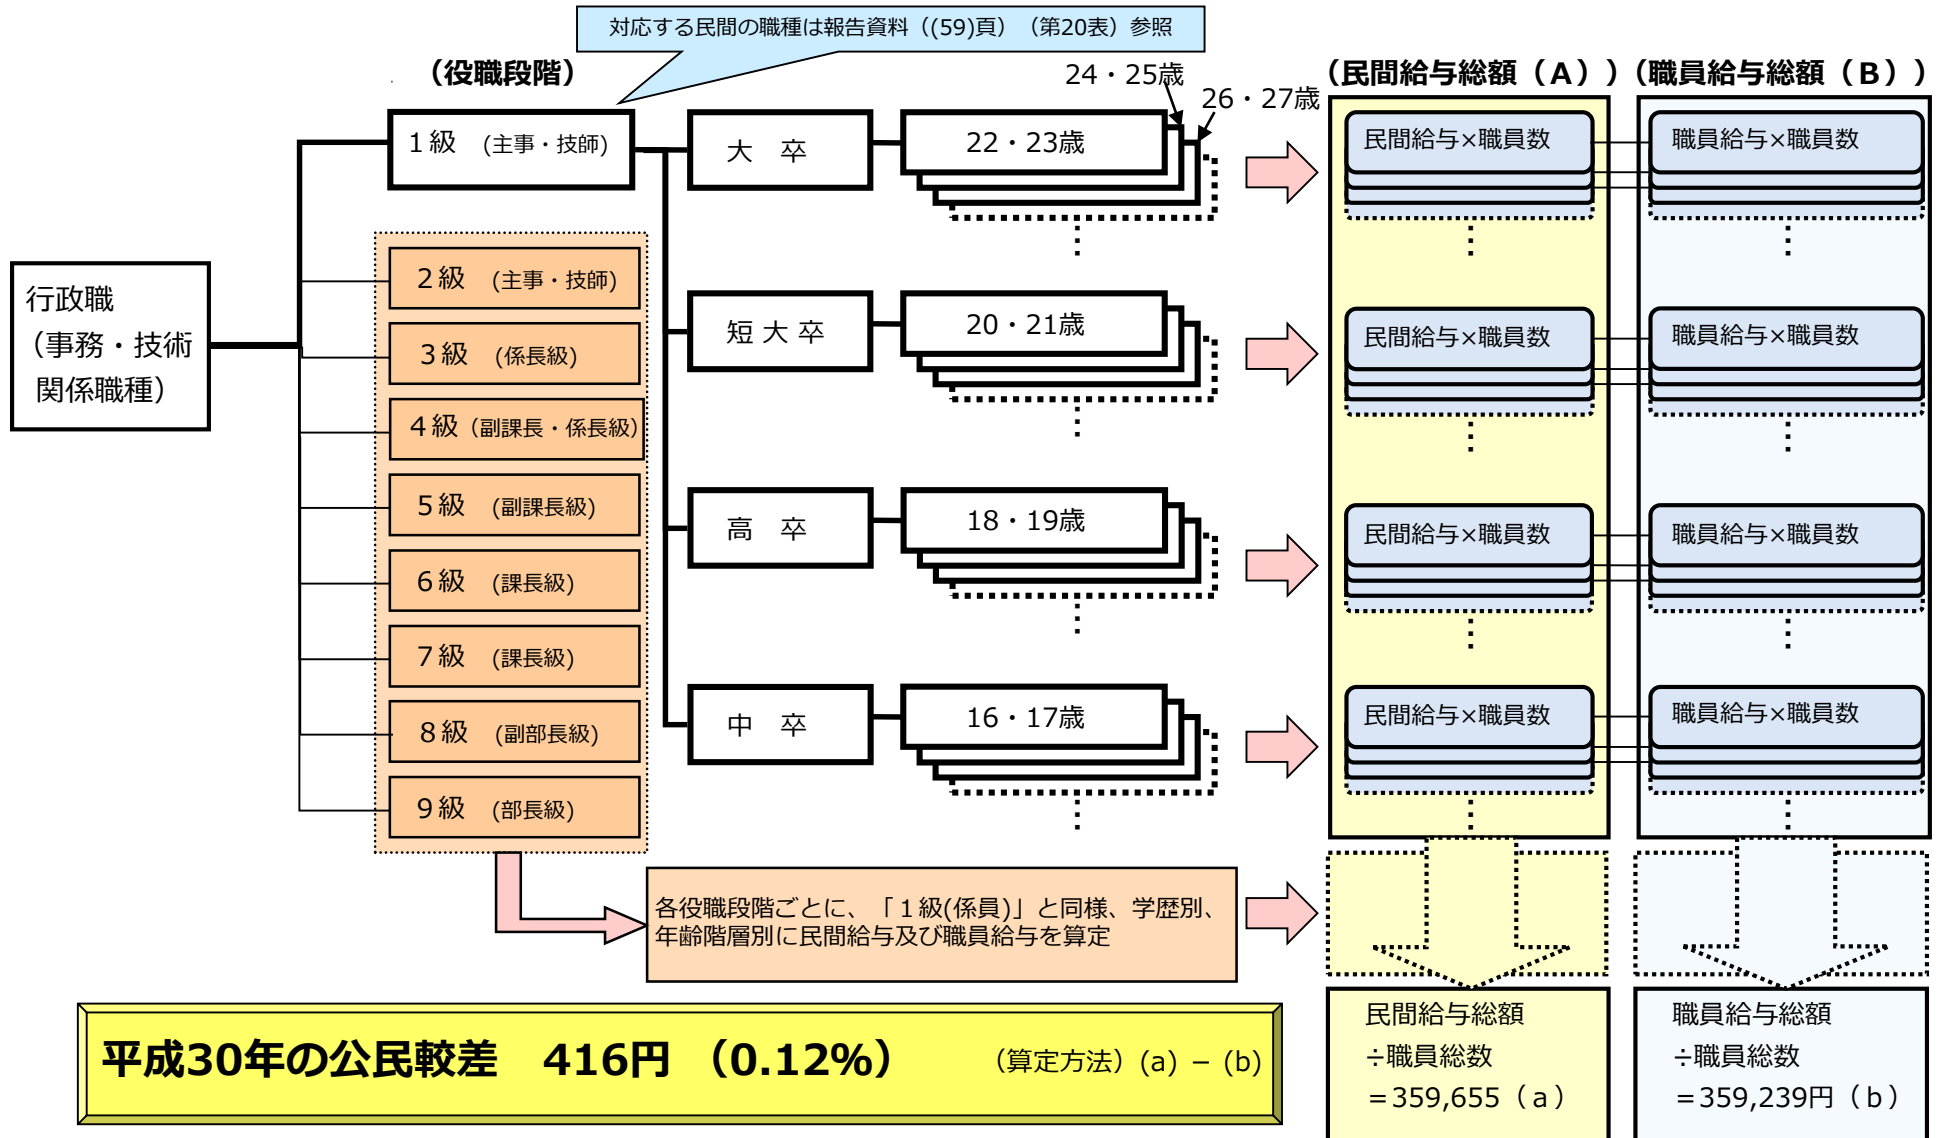 対応する民間の職種は報告資料（(59)頁）（第20表）参照
（役職段階）
24・25歳
26・27歳
（民間給与総額（A））
（職員給与総額（B））
１級 (主事・技師)
大　卒
22・23歳
民間給与×職員数
職員給与×職員数
行政職
（事務・技術
関係職種）
２級 (主事・技師)
３級 (係長級)
４級（副課長・係長級）
５級 (副課長級)
６級 (課長級)
７級 (課長級)
８級 (副部長級)
９級 (部長級)
短 大 卒
20・21歳
民間給与×職員数
職員給与×職員数
高　卒
18・19歳
民間給与×職員数
職員給与×職員数
中　卒
16・17歳
民間給与×職員数
職員給与×職員数
各役職段階ごとに、「１級(係員)」と同様、学歴別、
年齢階層別に民間給与及び職員給与を算定
平成30年の公民較差　416円　（0.12%）　（算定方法）(a) − (b)
民間給与総額
÷職員総数
＝359,655（a）
職員給与総額
÷職員総数
＝359,239円（b）